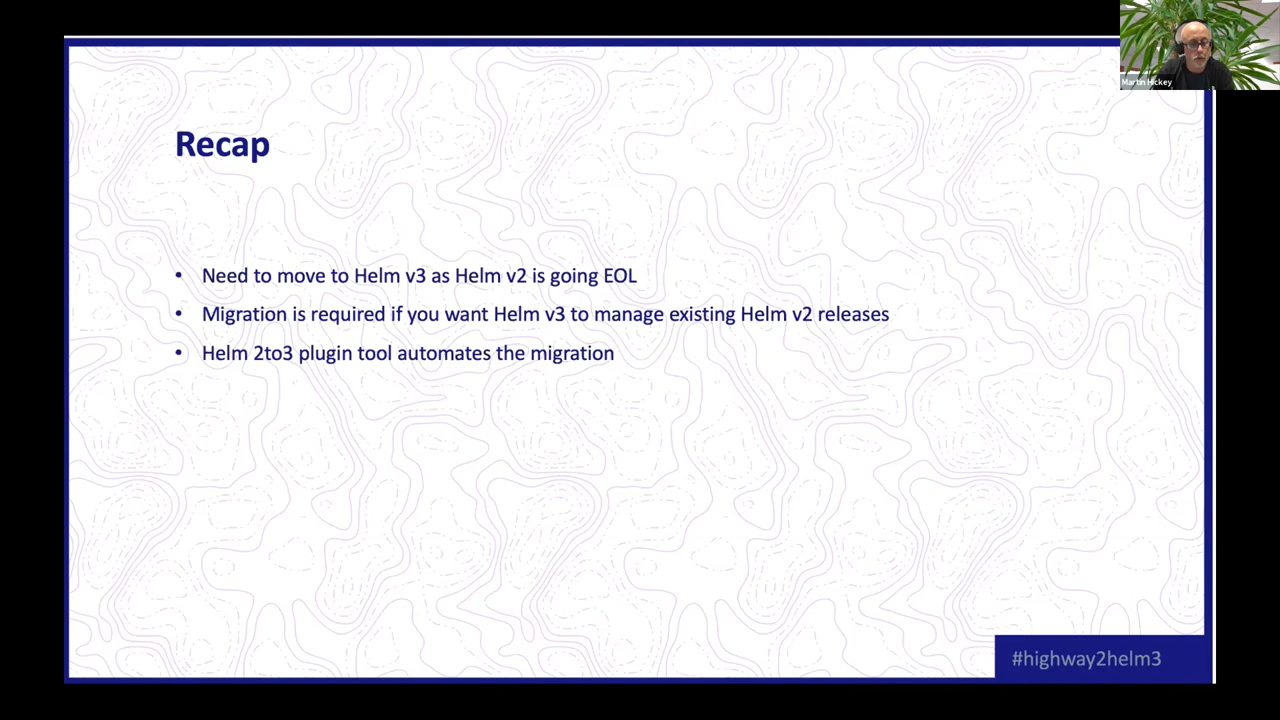 Martin Hickey
Recap
• Need to move to Helm v3 as Helm v2 is going EOL
• Migration is required if you want Helm v3 to manage existing Helm v2 releases
• Helm 2to3 plugin tool automates the migration
#highway2helm3